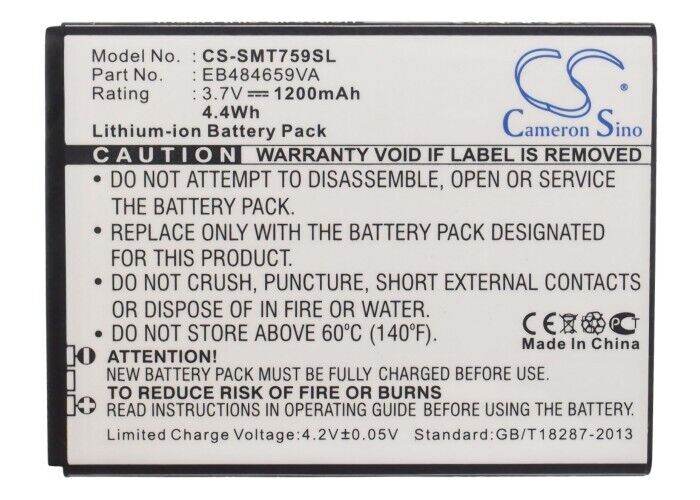 Model No. : CS-SMT759SL
Part No. : EB484659VA
Rating : 3.7V ⎓ 1200mAh
4.4Wh
Lithium-ion Battery Pack
CS
Cameron Sino
CAUTION WARRANTY VOID IF LABEL IS REMOVED
• DO NOT ATTEMPT TO DISASSEMBLE, OPEN OR SERVICE
THE BATTERY PACK.
• REPLACE ONLY WITH THE BATTERY PACK DESIGNATED
FOR THIS EQUIPMENT.
• DO NOT CRUSH, PUNCTURE, SHORT EXTERNAL CONTACTS
OR DISPOSE OF IN FIRE OR WATER.
• DO NOT STORE ABOVE 60°C (140°F).
CE
Made In China
ATTENTION!
NEW BATTERY PACK MUST BE FULLY CHARGED BEFORE USE
TO REDUCE RISK OF FIRE OR BURNS
READ INSTRUCTIONS IN OPERATING GUIDE BEFORE USING BATTERY
Limited Charge Voltage:4.2V±0.05V Standard:GB/T18287-2013